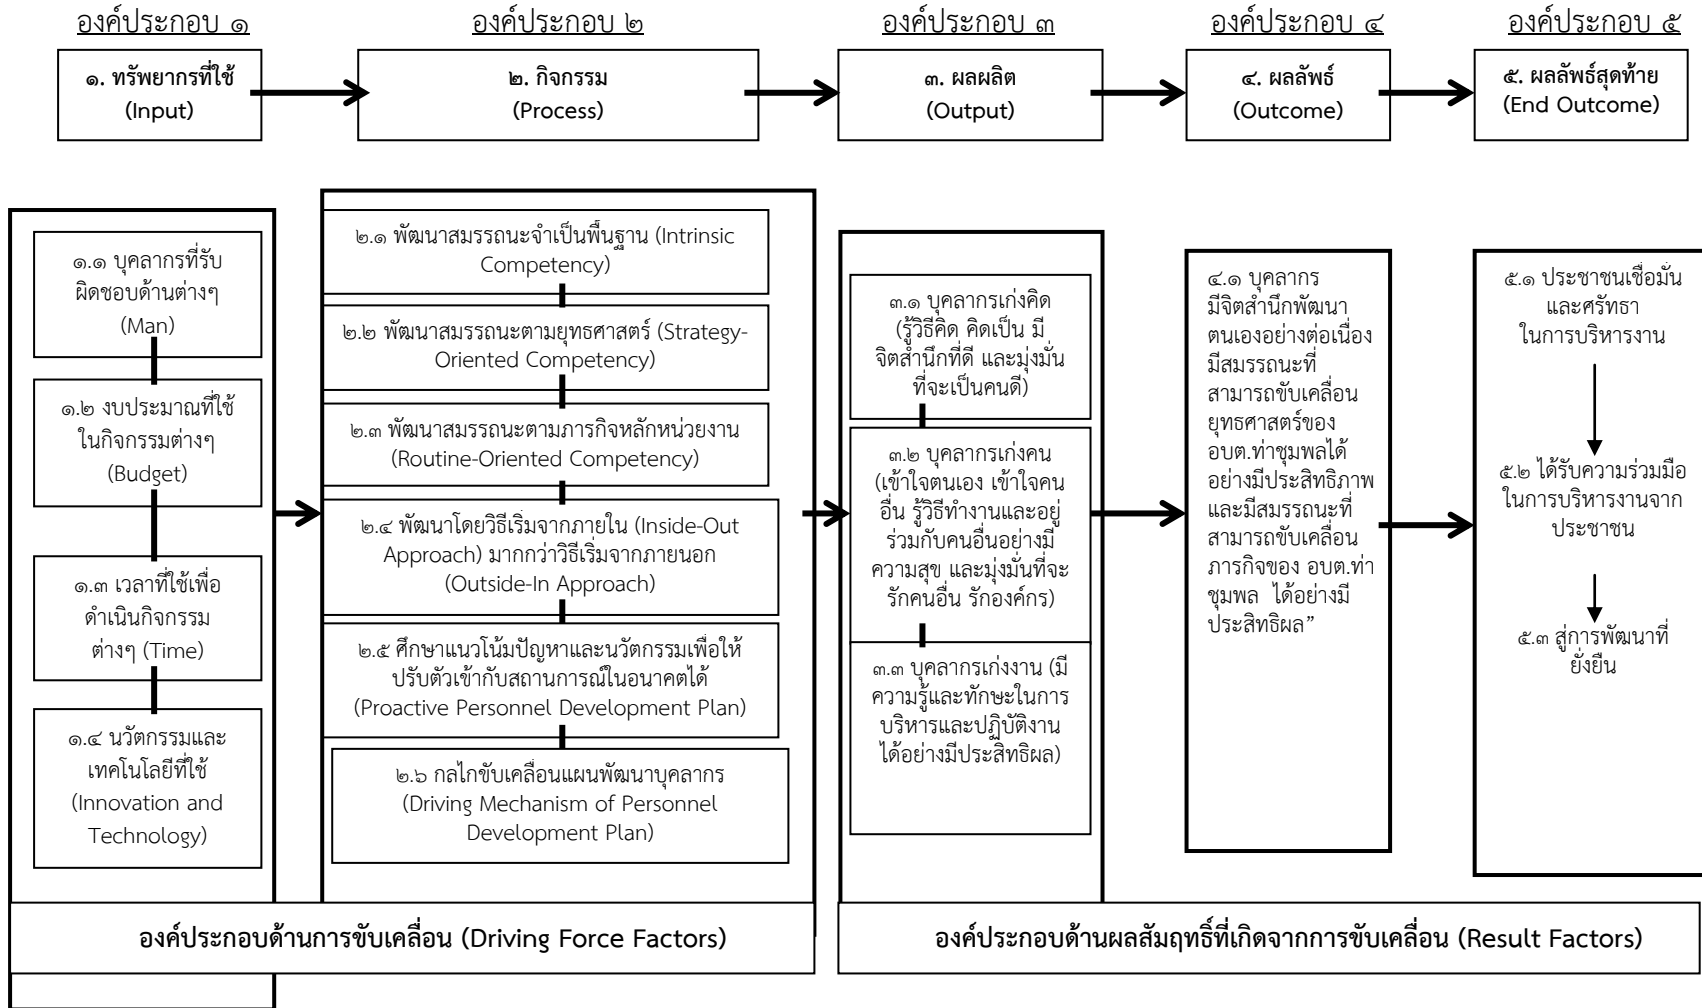 องค์ประกอบ ๑
องค์ประกอบ ๒
องค์ประกอบ ๓
องค์ประกอบ ๔
องค์ประกอบ ๕
๑. ทรัพยากรที่ใช้
(Input)
๒. กิจกรรม
(Process)
๓. ผลผลิต
(Output)
๔. ผลลัพธ์
(Outcome)
๕. ผลลัพธ์สุดท้าย
(End Outcome)
๑.๑ บุคลากรที่รับ
ผิดชอบด้านต่างๆ
(Man)
๑.๒ งบประมาณที่ใช้
ในกิจกรรมต่างๆ
(Budget)
๑.๓ เวลาที่ใช้เพื่อ
ดำเนินกิจกรรม
ต่างๆ (Time)
๑.๔ นวัตกรรมและ
เทคโนโลยีที่ใช้
(Innovation and
Technology)
๒.๑ พัฒนาสมรรถนะจำเป็นพื้นฐาน (Intrinsic
Competency)
๒.๒ พัฒนาสมรรถนะตามยุทธศาสตร์ (Strategy-
Oriented Competency)
๒.๓ พัฒนาสมรรถนะตามภารกิจหลักหน่วยงาน
(Routine-Oriented Competency)
๒.๔ พัฒนาโดยวิธีเริ่มจากภายใน (Inside-Out
Approach) มากกว่าวิธีเริ่มจากภายนอก
(Outside-In Approach)
๒.๕ ศึกษาแนวโน้มปัญหาและนวัตกรรมเพื่อให้
ปรับตัวเข้ากับสถานการณ์ในอนาคตได้
(Proactive Personnel Development Plan)
๒.๖ กลไกขับเคลื่อนแผนพัฒนาบุคลากร
(Driving Mechanism of Personnel
Development Plan)
๓.๑ บุคลากรเก่งคิด
(รู้วิธีคิด คิดเป็น มี
จิตสำนึกที่ดี และมุ่งมั่น
ที่จะเป็นคนดี)
๓.๒ บุคลากรเก่งคน
(เข้าใจตนเอง เข้าใจคน
อื่น รู้วิธีทำงานและอยู่
ร่วมกับคนอื่นอย่างมี
ความสุข และมุ่งมั่นที่จะ
รักคนอื่น รักองค์กร)
๓.๓ บุคลากรเก่งงาน (มี
ความรู้และทักษะในการ
บริหารและปฏิบัติงาน
ได้อย่างมีประสิทธิผล)
๔.๑ บุคลากร
มีจิตสำนึกพัฒนา
ตนเองอย่างต่อเนื่อง
มีสมรรถนะที่
สามารถขับเคลื่อน
ยุทธศาสตร์ของ
อบต.ท่าชุมพลได้
อย่างมีประสิทธิภาพ
และมีสมรรถนะที่
สามารถขับเคลื่อน
ภารกิจของ อบต.ท่า
ชุมพล ได้อย่างมี
ประสิทธิผล”
๕.๑ ประชาชนเชื่อมั่น
และศรัทธา
ในการบริหารงาน
๕.๒ ได้รับความร่วมมือ
ในการบริหารงานจาก
ประชาชน
๕.๓ สู่การพัฒนาที่
ยั่งยืน
องค์ประกอบด้านการขับเคลื่อน (Driving Force Factors)
องค์ประกอบด้านผลสัมฤทธิ์ที่เกิดจากการขับเคลื่อน (Result Factors)